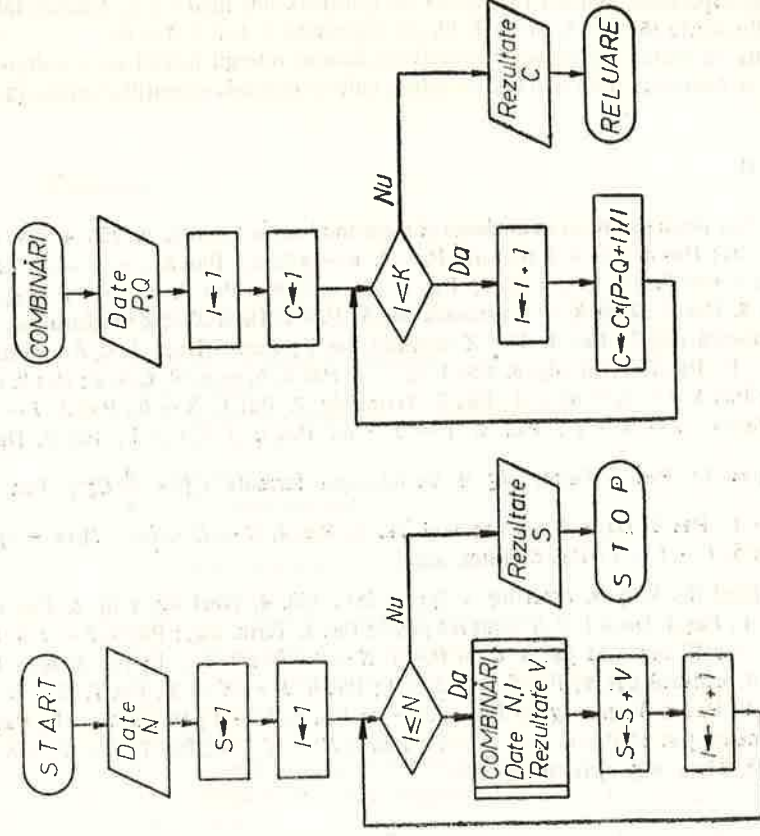 START
Date
N
S←1
I←1
I≤N
Nu
Da
COMBINĂRI
Date N,I
Rezultate V
S←S+V
I←I+1
Rezultate
S
STOP
COMBINĂRI
Date
P,Q
I←1
C←1
I<K
Nu
Da
I←I+1
C←C*(P-Q+I)/I
Rezultate
C
RELUARE